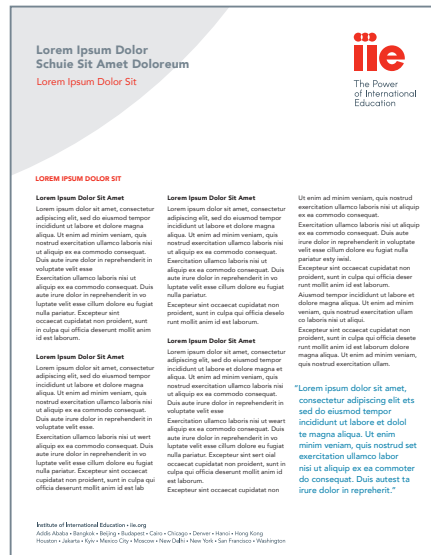 Lorem Ipsum Dolor
Schuie Sit Amet Doloreum
Lorem Ipsum Dolor Sit
iie
The Power
of International
Education
LOREM IPSUM DOLOR SIT
Lorem Ipsum Dolor Sit Amet
Lorem ipsum dolor sit amet, consectetur
adipiscing elit, sed do eiusmod tempor
incididunt ut labore et dolore magna
aliqua. Ut enim ad minim veniam, quis
nostrud exercitation ullamco laboris nisi
Duis aute irure dolor in reprehenderit in
voluptate velit esse
Exercitation ullamco laboris nisi ut
aliquip ex ea commodo consequat. Duis
aute irure dolor in reprehenderit in vo
luptate velit esse cillum dolore eu fugiat
nulla pariatur. Excepteur sint
occaecat cupidatat non proident, sunt
in culpa qui officia deserunt mollit anim
id est laborum.
Lorem Ipsum Dolor Sit Amet
Lorem ipsum dolor sit amet, consectetur
adipiscing elit, sed do eiusmod tempor
incididunt ut labore et dolore magna
aliqua. Ut enim ad minim veniam, quis
nostrud exercitation ullamco laboris nisi
ut aliquip ex ea commodo consequat.
Duis aute irure dolor in reprehenderit in
voluptate velit esse.
Exercitation ullamco laboris nisi ut wert
aliquip ex ea commodo consequat. Duis
aute irure dolor in reprehenderit in vo
luptate velit esse cillum dolore eu fugiat
nulla pariatur. Excepteur sint occaecat
cupidatat non proident, sunt in culpa qui
officia deserunt mollit anim id est lab
Lorem Ipsum Dolor Sit Amet
Lorem ipsum dolor sit amet, consectetur
adipiscing elit, sed do eiusmod tempor
incididunt ut labore et dolore magna
aliqua. Ut enim ad minim veniam, quis
nostrud exercitation ullamco laboris nisi
ut aliquip ex ea commodo consequat.
Duis aute irure dolor in reprehenderit in
voluptate velit esse cillum dolore eu fugiat
nulla pariatur.
Excepteur sint occaecat cupidatat non
proident, sunt in culpa qui officia deselo
runt mollit anim id est laborum.
Lorem Ipsum Dolor Sit Amet
Lorem ipsum dolor sit amet, consectetur
adipiscing elit, sed do eiusmod tempor
incididunt ut labore et dolore magna
aliqua. Ut enim ad minim veniam, quis
nostrud exercitation ullamco laboris nisi
ut aliquip ex ea commodo consequat.
Duis aute irure dolor in reprehenderit in
voluptate velit esse
Exercitation ullamco laboris nisi ut weart
aliquip ex ea commodo consequat. Duis
aute irure dolor in reprehenderit in vo
luptate velit esse cillum dolore eu fugiat
nulla pariatur. Excepteur sint sert oial
occaecat cupidatat non proident, sunt in
culpa qui officia deserunt mollit anim id
est laborum.
Excepteur sint occaecat cupidatat non
Ut enim ad minim veniam, quis nostrud
exercitation ullamco laboris nisi ut aliquip
ex ea commodo consequat.
Exercitation ullamco laboris nisi ut aliquip
ex ea commodo consequat. Duis aute
irure dolor in reprehenderit in voluptate
velit esse cillum dolore eu fugiat nulla
pariatur esty iwisl.
Excepteur sint occaecat cupidatat non
proident, sunt in culpa qui officia deser
runt mollit anim id est laborum.
Aiusmod tempor incididunt ut labore et
dolore magna aliqua. Ut enim ad minim
veniam, quis nostrud exercitation ullam
co laboris nisi ut aliqui.
Excepteur sint occaecat cupidatat non
proident, sunt in culpa qui officia dese
runt mollit anim id est laborum dolore
magna aliqua. Ut enim ad minim veniam,
quis nostrud exercitation ullam.
"Lorem ipsum dolor sit amet,
consectetur adipiscing elit ets
sed do eiusmod tempor
incididunt ut labore et dolol
te magna aliqua. Ut enim
minim veniam, quis nostrud set
exercitation ullamco labor
nisi ut aliquip ex ea commoter
do consequat. Duis autest ta
irure dolor in repreherit."
Institute of International Education • iie.org
Addis Ababa • Bangkok • Beijing • Budapest • Cairo • Chicago • Denver • Hanoi • Hong Kong
Houston • Jakarta • Kyiv • Mexico City • Moscow • New Delhi • New York • San Francisco • Washington